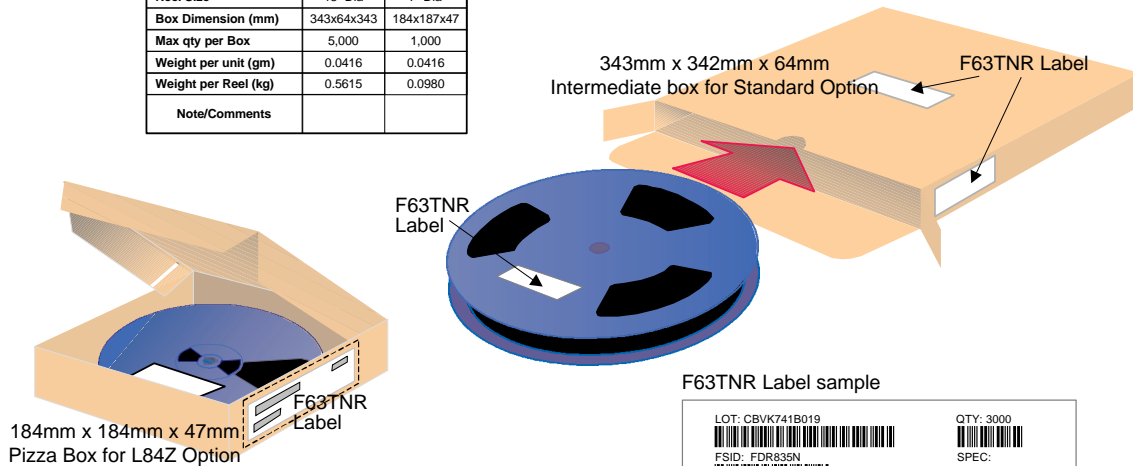 Box Dimension (mm) 343x64x343 184x187x47
Max qty per Box 5,000 1,000
Weight per unit (gm) 0.0416 0.0416
Weight per Reel (kg) 0.5615 0.0980
Note/Comments
343mm x 342mm x 64mm
Intermediate box for Standard Option
F63TNR Label
F63TNR
Label
F63TNR
Label
184mm x 184mm x 47mm
Pizza Box for L84Z Option
F63TNR Label sample
LOT: CBVK741B019 QTY: 3000
FSID: FDR835N SPEC: